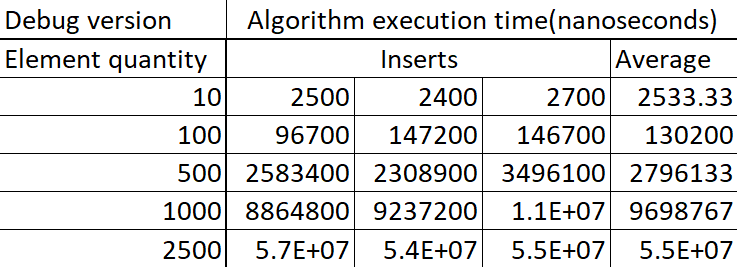 Debug version Algorithm execution time(nanoseconds)
Element quantity Inserts Average
10 2500 2400 2700 2533.33
100 96700 147200 146700 130200
500 2583400 2308900 3496100 2796133
1000 8864800 9237200 1.1E+07 9698767
2500 5.7E+07 5.4E+07 5.5E+07 5.5E+07